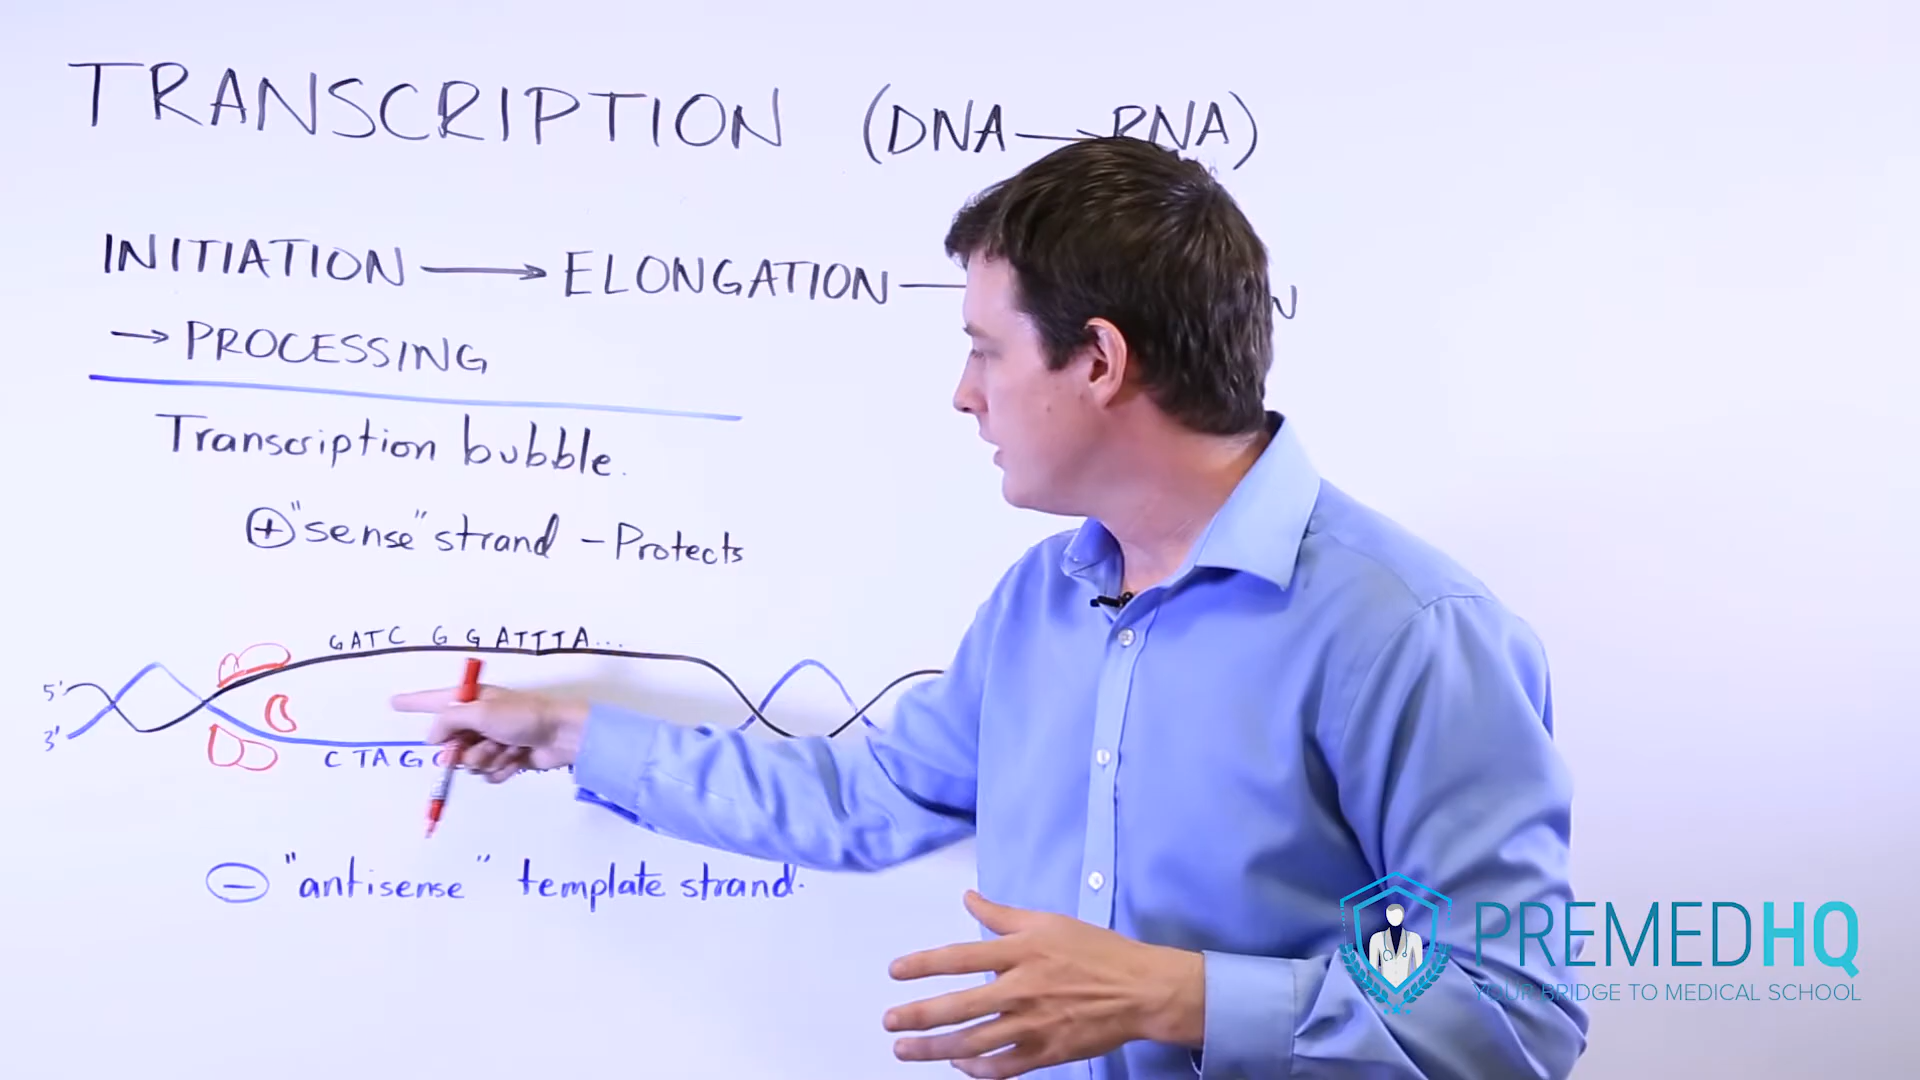 TRANSCRIPTION (DNA → RNA)
INITIATION → ELONGATION —
→ PROCESSING
Transcription bubble.
⊕ "sense" strand – Protects
GATC G G ATTTA...
5'
3'
CTAG
⊖ "antisense" template strand.
PREMEDHQ
YOUR BRIDGE TO MEDICAL SCHOOL